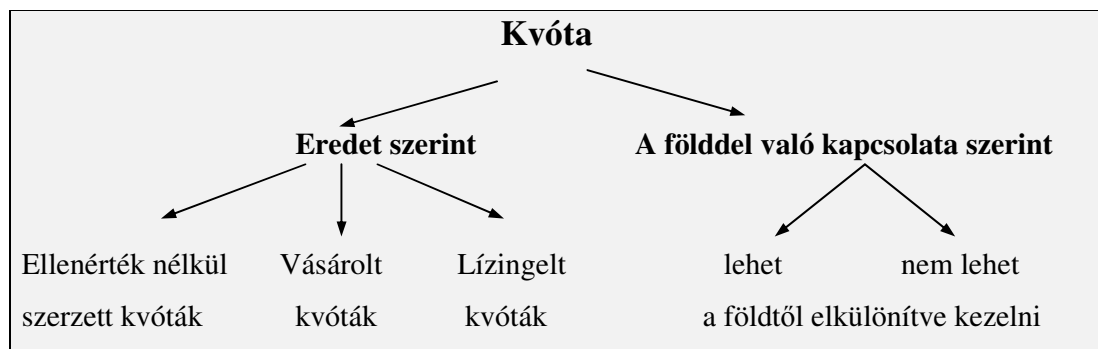 Kvóta
Eredet szerint
A földdel való kapcsolata szerint
Ellenérték nélkül
szerzett kvóták
Vásárolt
kvóták
Lízingelt
kvóták
lehet
nem lehet
a földtől elkülönítve kezelni